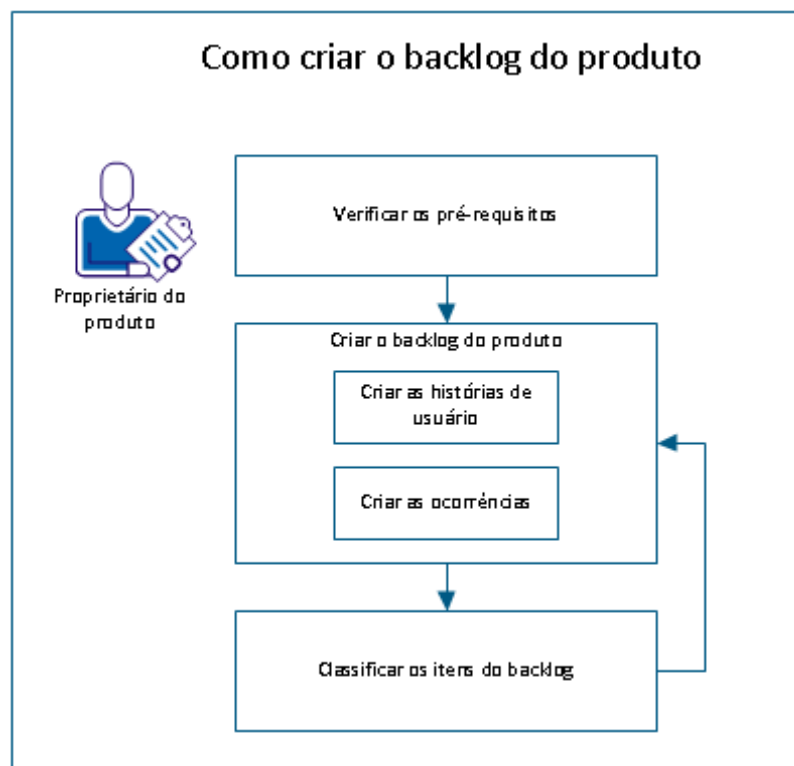 Como criar o backlog do produto
Verificar os pré-requisitos
Proprietário do
produto
Criar o backlog do produto
Criar as histórias de
usuário
Criar as ocorrências
Classificar os itens do backlog